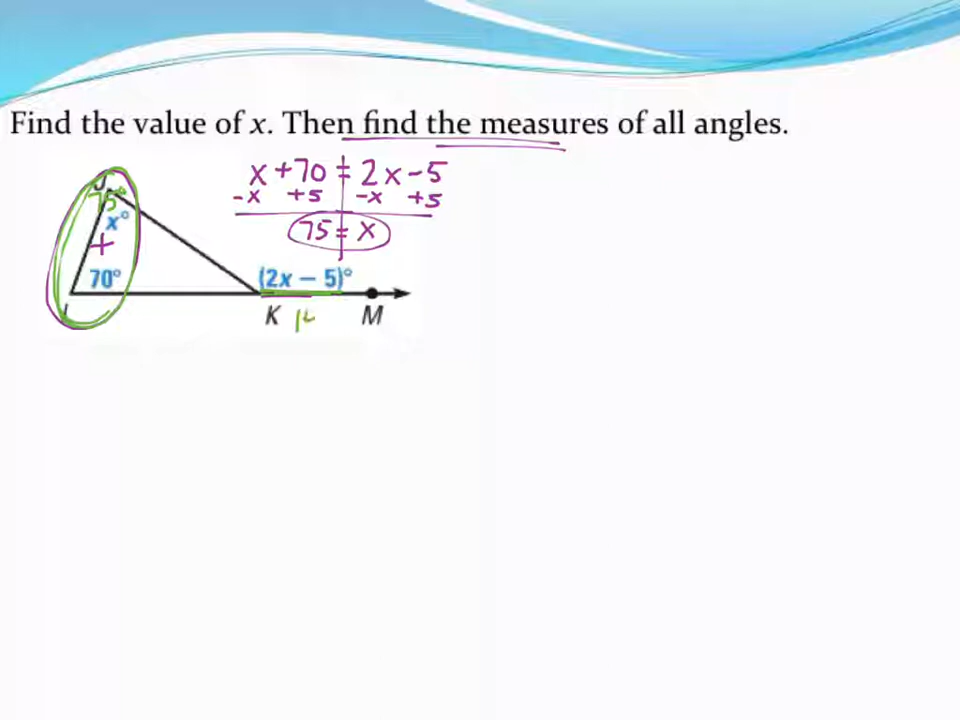 Find the value of x. Then find the measures of all angles.
x + 70 = 2x - 5
-x +5 -x +5
75 = x
J
75°
x°
+
70° (2x – 5)°
K M